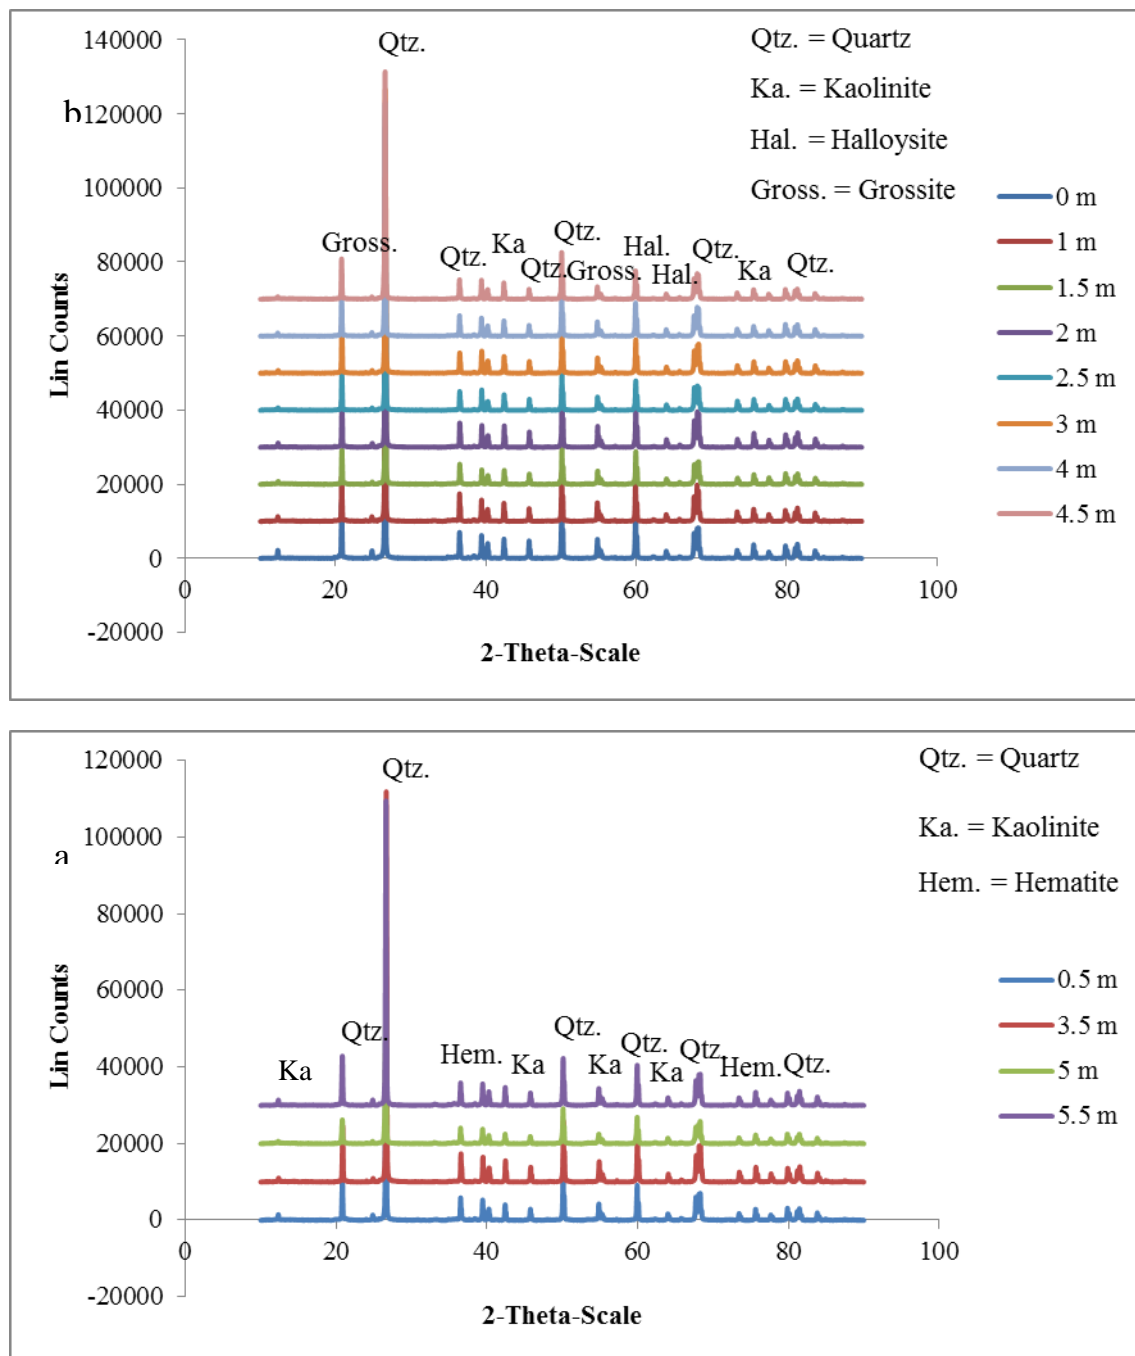 140000
120000
100000
80000
60000
40000
20000
0
-20000
b
Lin Counts
Qtz.
Gross.
Qtz.
Ka
Qtz.
Qtz.
Gross.
Hal.
Hal.
Qtz.
Ka
Qtz.
Qtz. = Quartz
Ka. = Kaolinite
Hal. = Halloysite
Gross. = Grossite
0 m
1 m
1.5 m
2 m
2.5 m
3 m
4 m
4.5 m
0 20 40 60 80 100
2-Theta-Scale
120000
100000
80000
60000
40000
20000
0
-20000
a
Lin Counts
Qtz.
Ka
Qtz.
Hem.
Ka
Qtz.
Ka
Qtz.
Ka
Qtz.
Hem.
Qtz.
Qtz. = Quartz
Ka. = Kaolinite
Hem. = Hematite
0.5 m
3.5 m
5 m
5.5 m
0 20 40 60 80 100
2-Theta-Scale